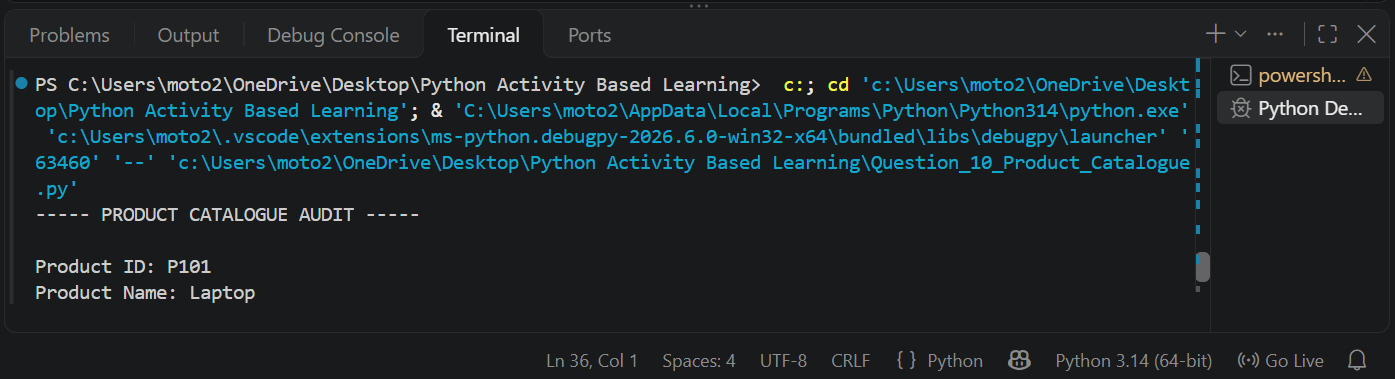 Problems Output Debug Console Terminal Ports
PS C:\Users\moto2\OneDrive\Desktop\Python Activity Based Learning>  c:; cd 'c:\Users\moto2\OneDrive\Deskt
op\Python Activity Based Learning'; & 'C:\Users\moto2\AppData\Local\Programs\Python\Python314\python.exe'
 'c:\Users\moto2\.vscode\extensions\ms-python.debugpy-2026.6.0-win32-x64\bundled\libs\debugpy\launcher' '
63460' '--' 'c:\Users\moto2\OneDrive\Desktop\Python Activity Based Learning\Question_10_Product_Catalogue
.py'
----- PRODUCT CATALOGUE AUDIT -----
Product ID: P101
Product Name: Laptop
powersh...
Python De...
Ln 36, Col 1 Spaces: 4 UTF-8 CRLF { } Python Python 3.14 (64-bit) Go Live